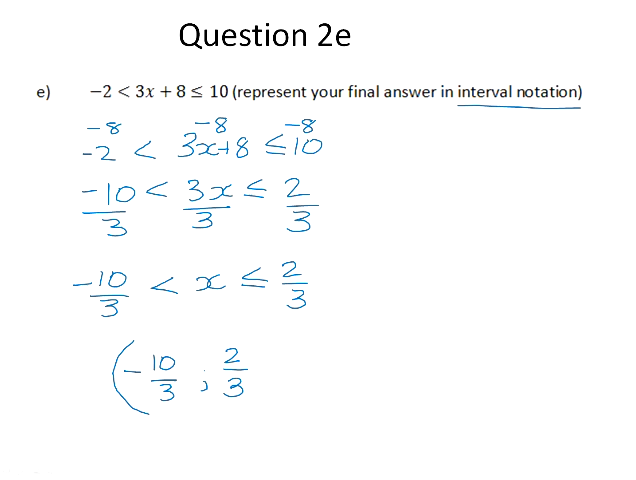 Question 2e
e) −2 < 3x + 8 ≤ 10 (represent your final answer in interval notation)
-8 -8 -8
-2 < 3x+8 ≤ 10
-10/3 < 3x/3 ≤ 2/3
-10/3 < x ≤ 2/3
(-10/3 ; 2/3